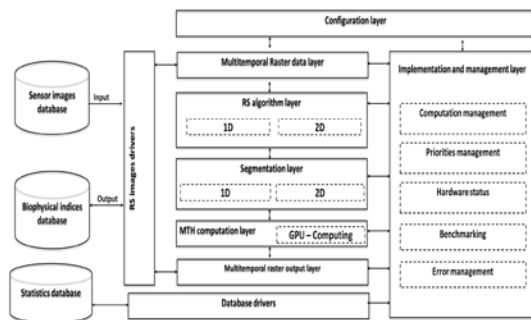 Configuration layer
Multitemporal Raster data layer
Implementation and management layer
Sensor images
database
Input
RS algorithm layer
1D
2D
Computation management
RS images drivers
Segmentation layer
1D
2D
Priorities management
Hardware status
Biophysical indices
database
Output
MTH computation layer
GPU – Computing
Benchmarking
Multitemporal raster output layer
Error management
Statistics database
Database drivers